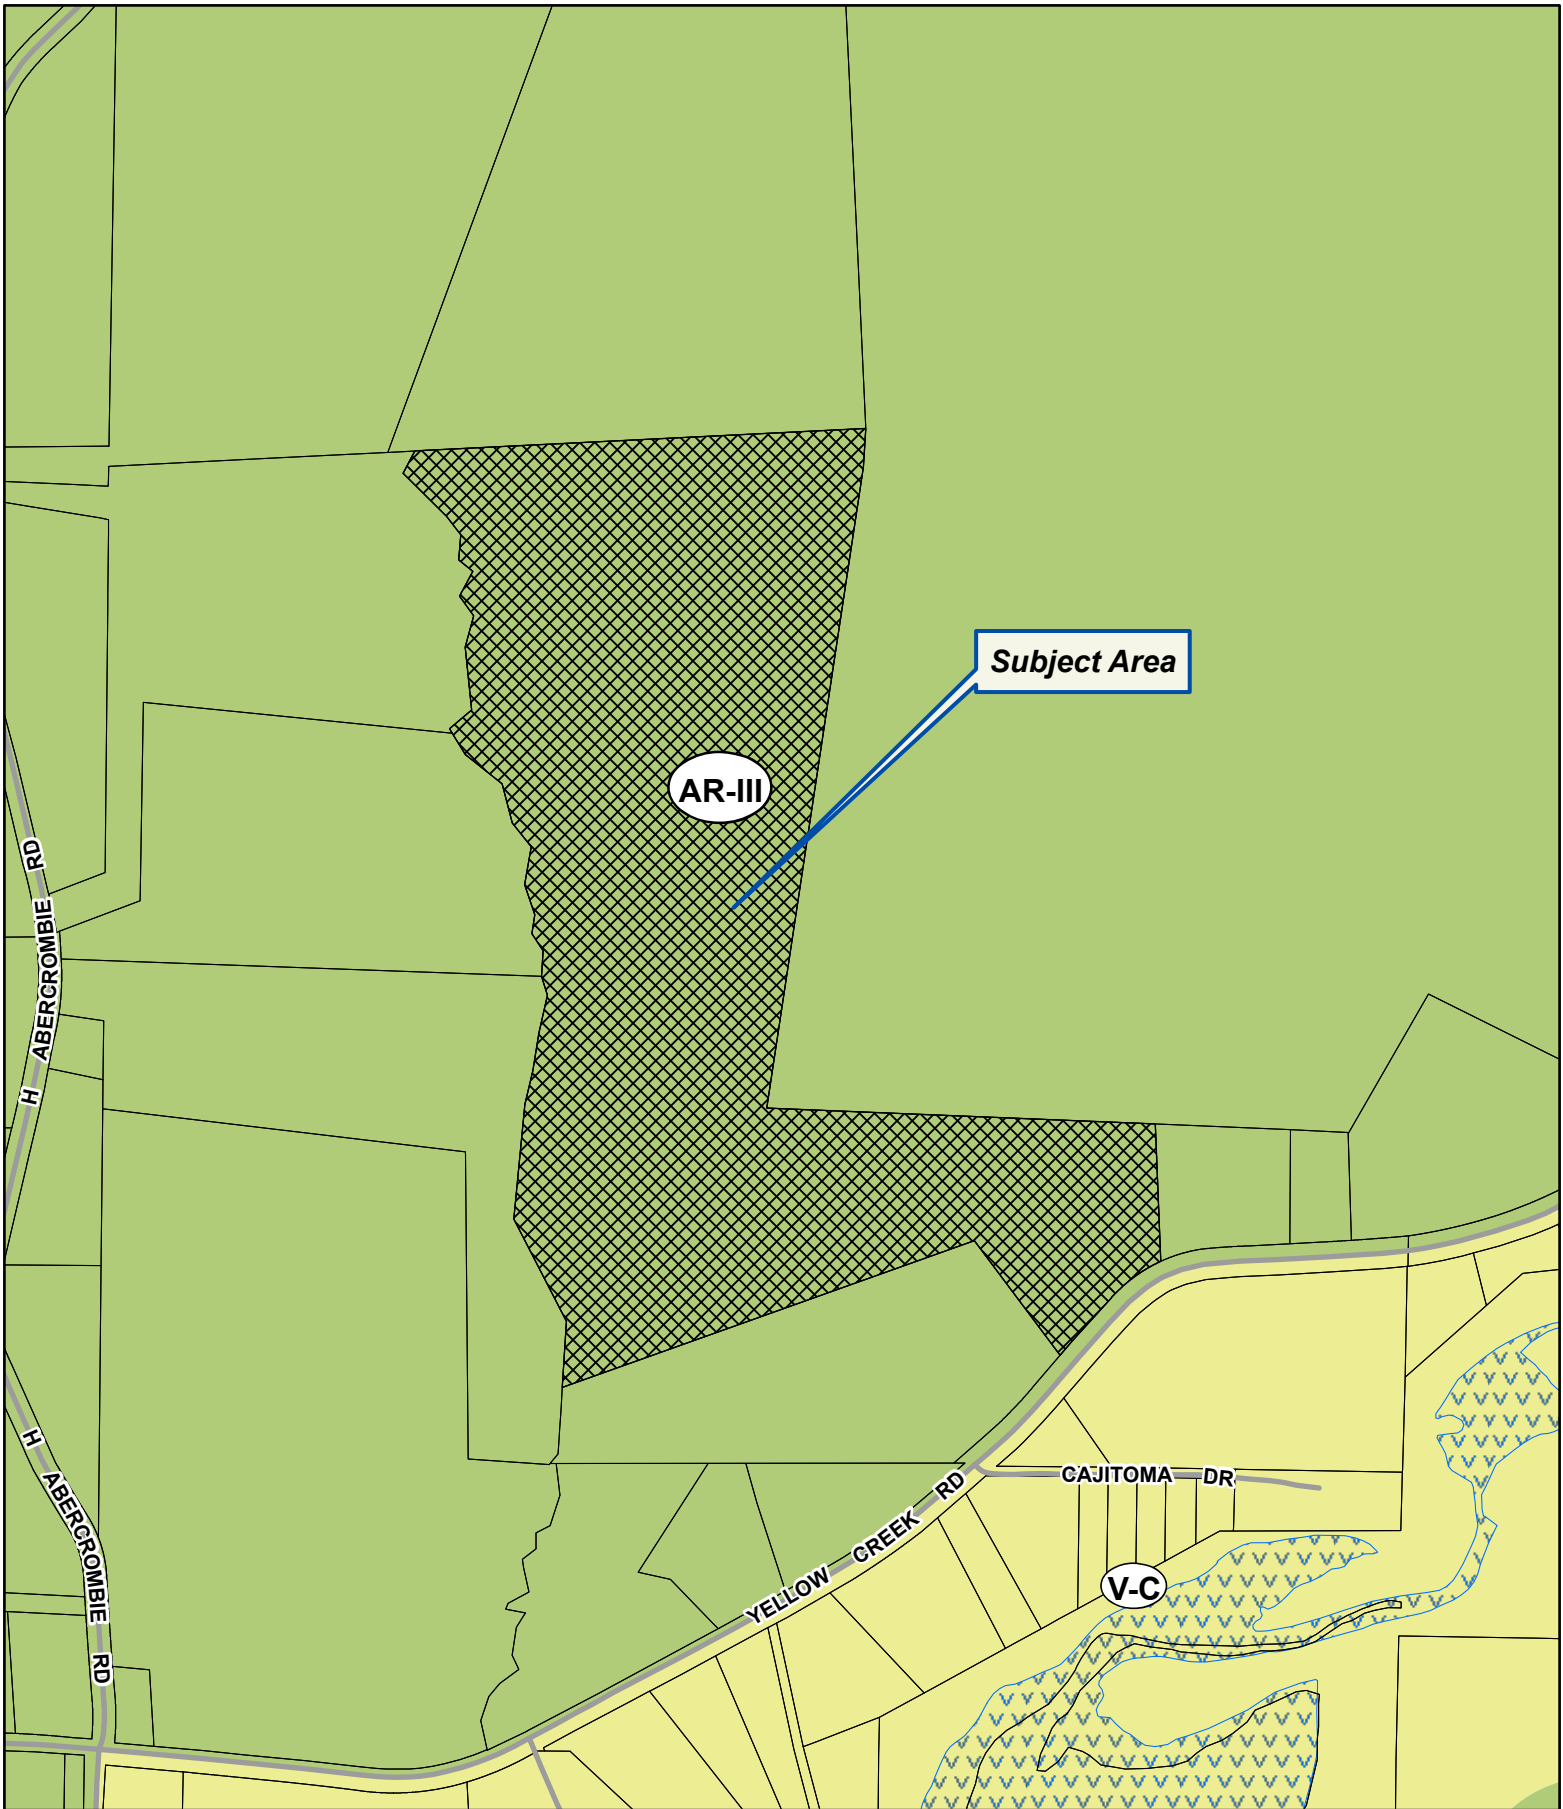 Subject Area
AR-III
H ABERCROMBIE RD
H ABERCROMBIE RD
CAJITOMA DR
YELLOW CREEK RD
V-C